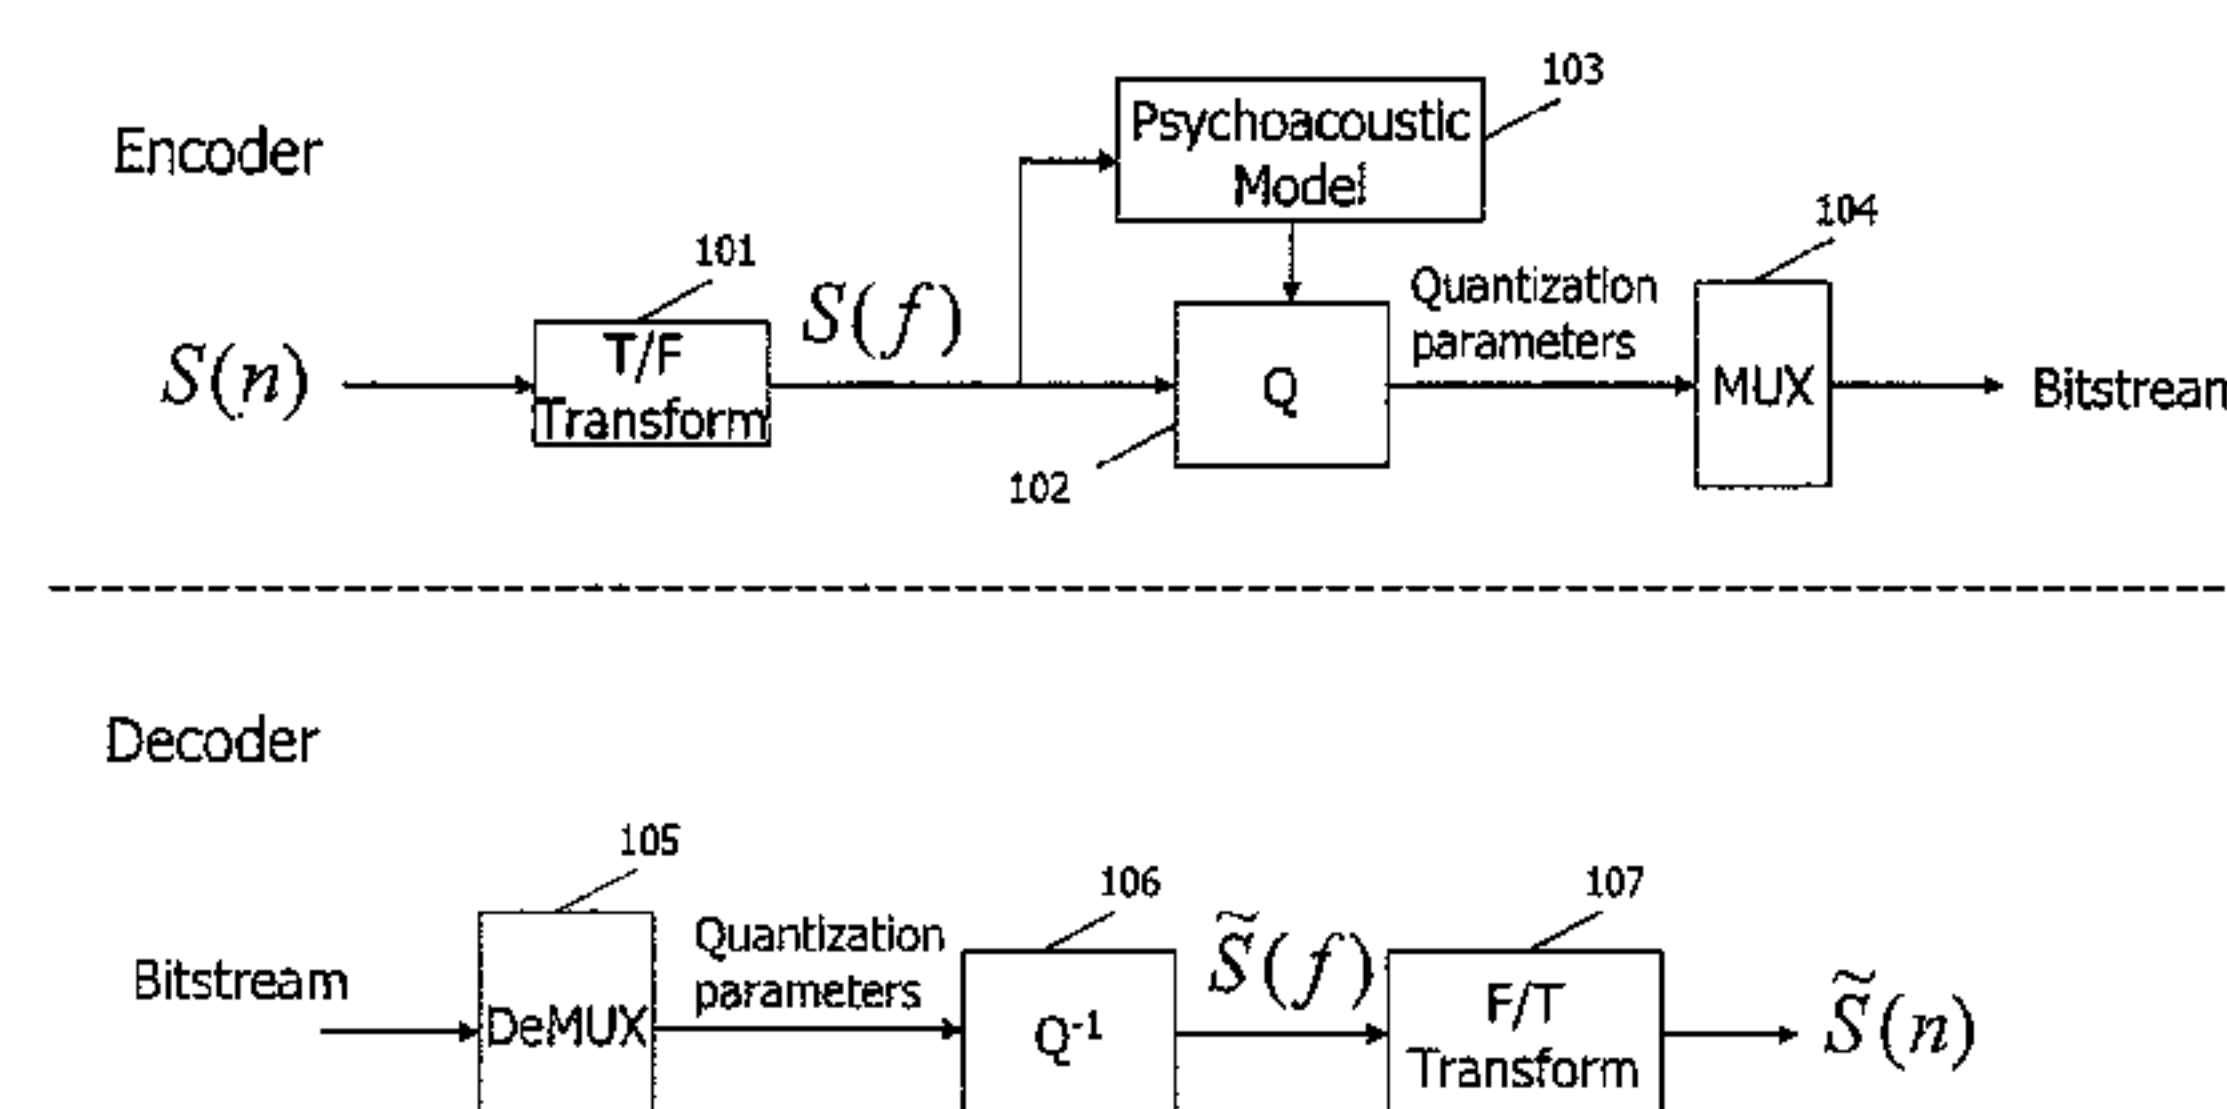 Encoder
103
Psychoacoustic
Model
104
101
S(f)
Quantization
parameters
S(n)
T/F
Transform
Q
MUX
Bitstream
102
Decoder
105
106
107
Bitstream
Quantization
parameters
S̃(f)
DeMUX
Q⁻¹
F/T
Transform
S̃(n)